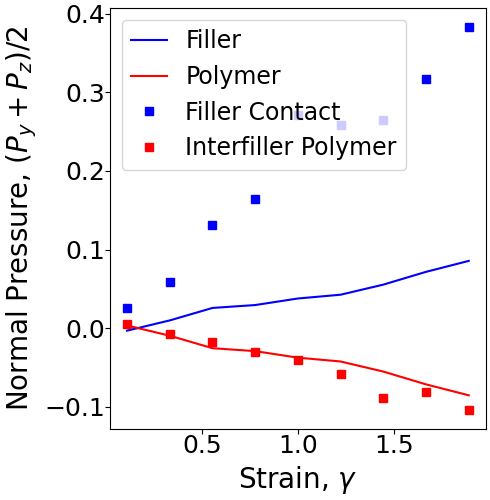 0.4
0.3
0.2
0.1
0.0
−0.1
Normal Pressure, (P_y + P_z)/2
Filler
Polymer
Filler Contact
Interfiller Polymer
0.5 1.0 1.5
Strain, γ